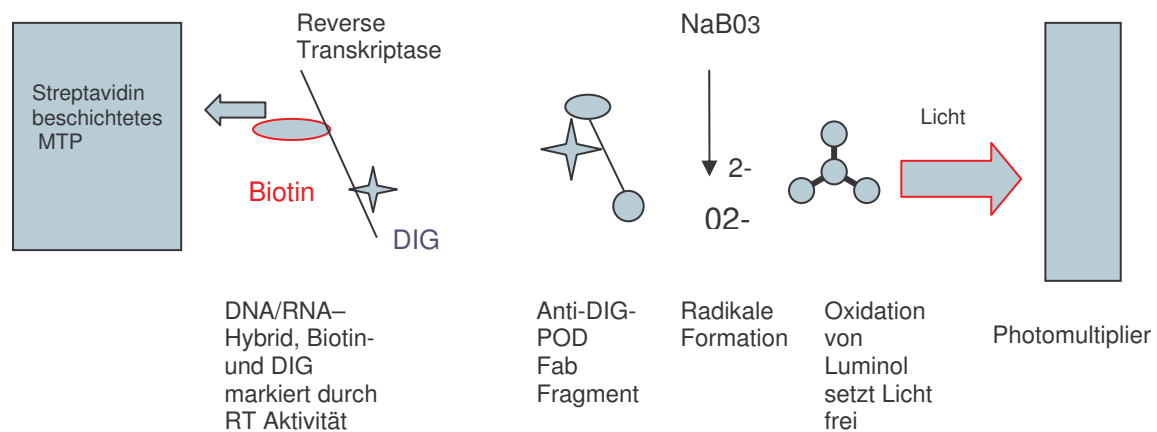 Streptavidin
beschichtetes
MTP
Reverse
Transkriptase
Biotin
DIG
NaB03
2-
02-
Licht
DNA/RNA–
Hybrid, Biotin-
und DIG
markiert durch
RT Aktivität
Anti-DIG-
POD
Fab
Fragment
Radikale
Formation
Oxidation
von
Luminol
setzt Licht
frei
Photomultiplier